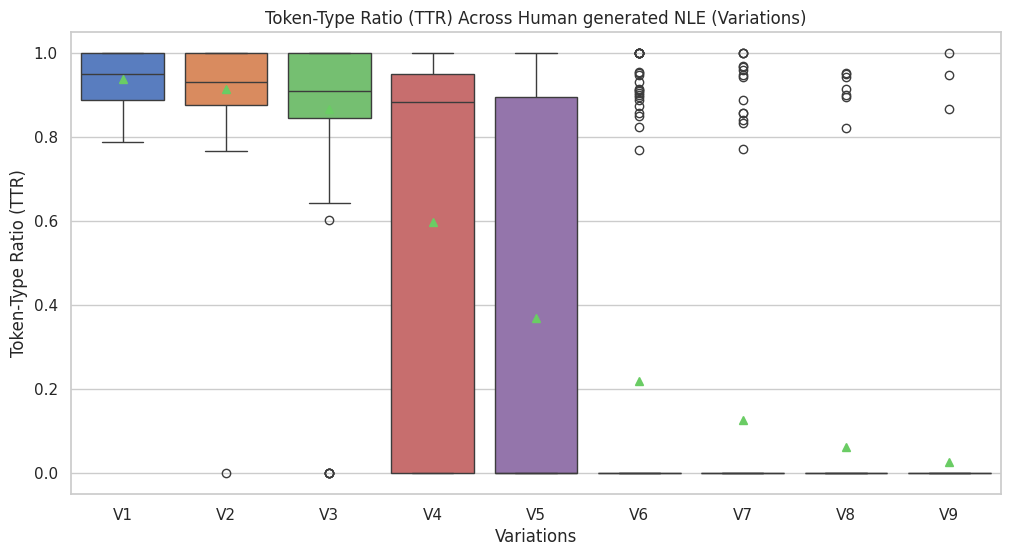 Token-Type Ratio (TTR) Across Human generated NLE (Variations)
Token-Type Ratio (TTR)
1.0
0.8
0.6
0.4
0.2
0.0
V1 V2 V3 V4 V5 V6 V7 V8 V9
Variations